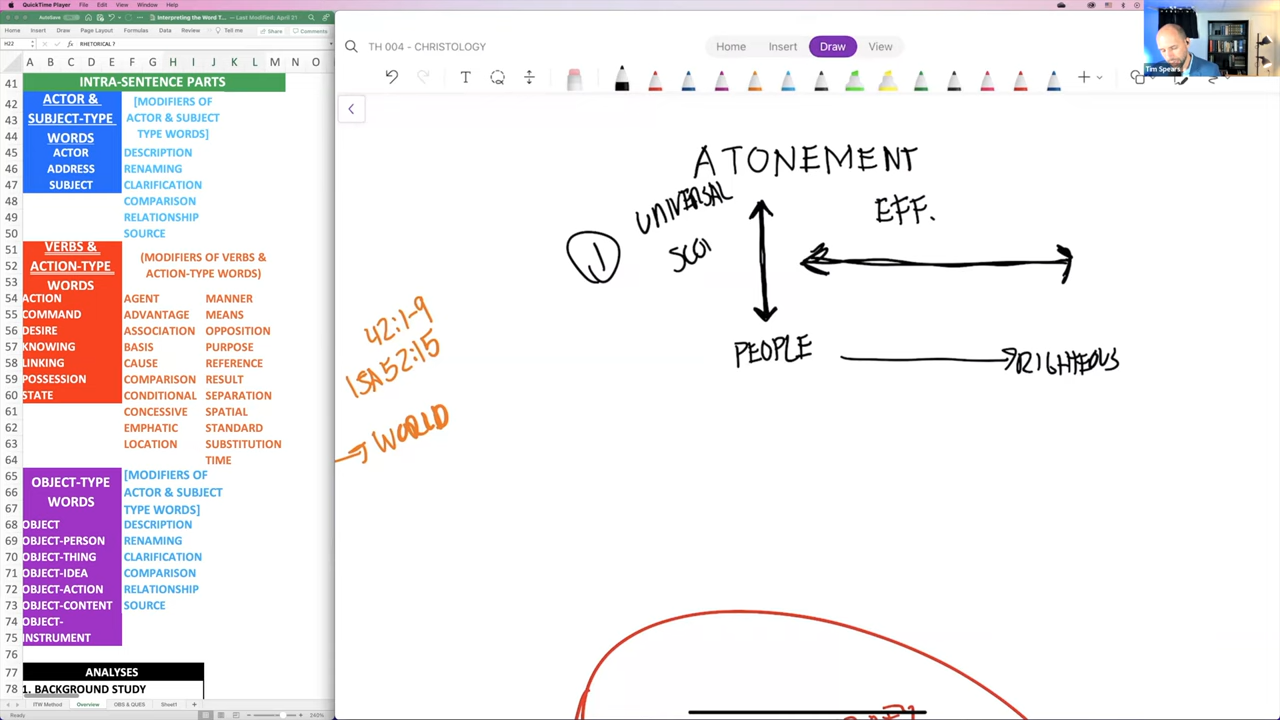 QuickTime Player File Edit View Window Help
AutoSave Interpreting the Word T... — Last Modified: April 21
Home Insert Draw Page Layout Formulas Data Review Tell me Share Comments
H22 RHETORICAL ?
A B C D E F G H I J K L M N
41 INTRA-SENTENCE PARTS
42 ACTOR & [MODIFIERS OF
43 SUBJECT-TYPE ACTOR & SUBJECT
44 WORDS TYPE WORDS]
45 ACTOR DESCRIPTION
46 ADDRESS RENAMING
47 SUBJECT CLARIFICATION
48 COMPARISON
49 RELATIONSHIP
50 SOURCE
51 VERBS & (MODIFIERS OF VERBS &
52 ACTION-TYPE ACTION-TYPE WORDS)
53 WORDS
54 ACTION AGENT MANNER
55 COMMAND ADVANTAGE MEANS
56 DESIRE ASSOCIATION OPPOSITION
57 KNOWING BASIS PURPOSE
58 LINKING CAUSE REFERENCE
59 POSSESSION COMPARISON RESULT
60 STATE CONDITIONAL SEPARATION
61 CONCESSIVE SPATIAL
62 EMPHATIC STANDARD
63 LOCATION SUBSTITUTION
64 TIME
65 [MODIFIERS OF
66 OBJECT-TYPE ACTOR & SUBJECT
67 WORDS TYPE WORDS]
68 OBJECT DESCRIPTION
69 OBJECT-PERSON RENAMING
70 OBJECT-THING CLARIFICATION
71 OBJECT-IDEA COMPARISON
72 OBJECT-ACTION RELATIONSHIP
73 OBJECT-CONTENT SOURCE
74 OBJECT-
75 INSTRUMENT
76
77 ANALYSES
78 1. BACKGROUND STUDY
ITW Method Overview OBS & QUES Sheet1 +
240%
TH 004 - CHRISTOLOGY
Home Insert Draw View
Tim Spears
ATONEMENT
UNIVERSAL
EFF.
1 SCO
42:1-9
ISA 52:15
PEOPLE RIGHTEOUS
WORLD